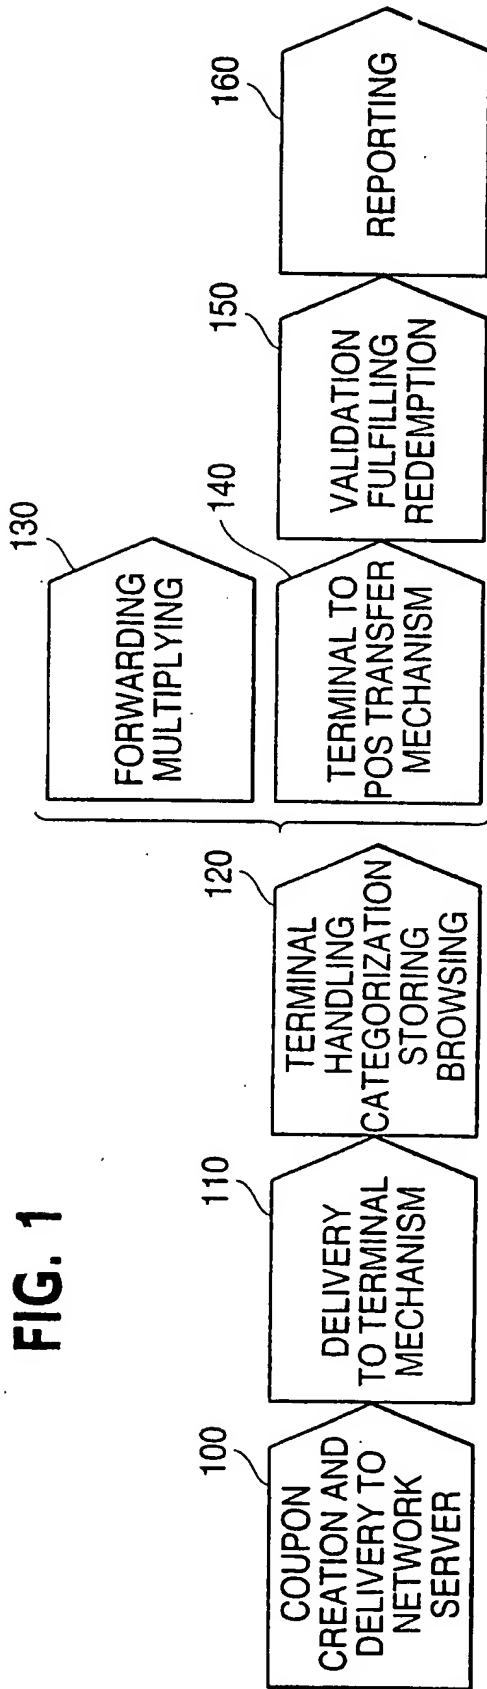 FIG. 1
100
COUPON
CREATION AND
DELIVERY TO
NETWORK
SERVER
110
DELIVERY
TO TERMINAL
MECHANISM
120
TERMINAL
HANDLING
CATEGORIZATION
STORING
BROWSING
130
FORWARDING
MULTIPLYING
140
TERMINAL TO
POS TRANSFER
MECHANISM
150
VALIDATION
FULFILLING
REDEMPTION
160
REPORTING